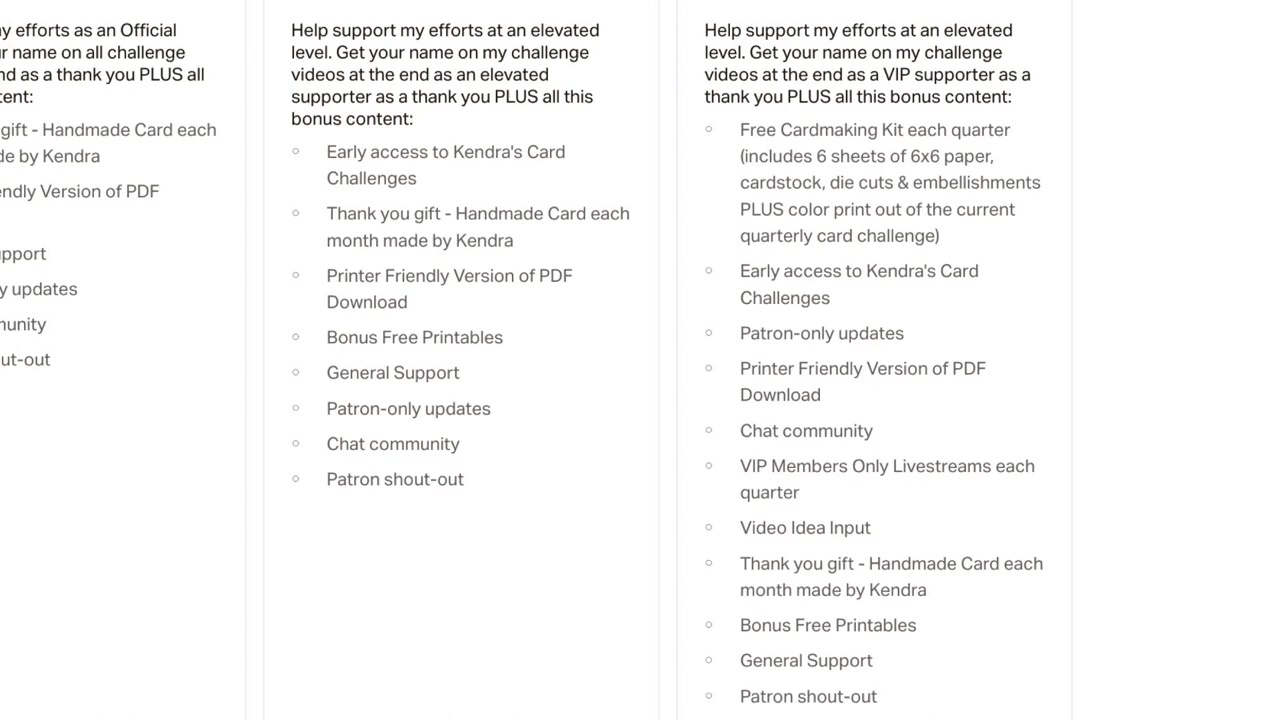 y efforts as an Official
r name on all challenge
nd as a thank you PLUS all
tent:
gift - Handmade Card each
de by Kendra
endly Version of PDF
pport
y updates
munity
ut-out
Help support my efforts at an elevated
level. Get your name on my challenge
videos at the end as an elevated
supporter as a thank you PLUS all this
bonus content:
Early access to Kendra's Card
Challenges
Thank you gift - Handmade Card each
month made by Kendra
Printer Friendly Version of PDF
Download
Bonus Free Printables
General Support
Patron-only updates
Chat community
Patron shout-out
Help support my efforts at an elevated
level. Get your name on my challenge
videos at the end as a VIP supporter as a
thank you PLUS all this bonus content:
Free Cardmaking Kit each quarter
(includes 6 sheets of 6x6 paper,
cardstock, die cuts & embellishments
PLUS color print out of the current
quarterly card challenge)
Early access to Kendra's Card
Challenges
Patron-only updates
Printer Friendly Version of PDF
Download
Chat community
VIP Members Only Livestreams each
quarter
Video Idea Input
Thank you gift - Handmade Card each
month made by Kendra
Bonus Free Printables
General Support
Patron shout-out